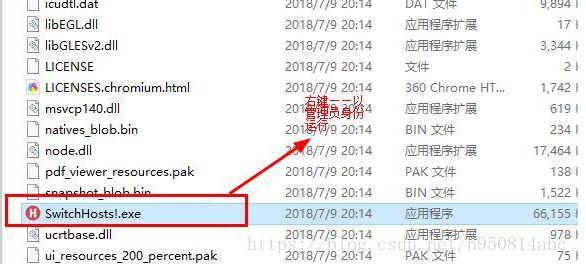 icudtl.dat 2018/7/9 20:14 DAT 文件 9,894
libEGL.dll 2018/7/9 20:14 应用程序扩展 17
libGLESv2.dll 2018/7/9 20:14 应用程序扩展 3,344
LICENSE 2018/7/9 20:14 文件 2
LICENSES.chromium.html 2018/7/9 20:14 360 Chrome HT... 1,742
msvcp140.dll 2018/7/9 20:14 应用程序扩展 619
natives_blob.bin 2018/7/9 20:14 BIN 文件 234
node.dll 2018/7/9 20:14 应用程序扩展 17,464
pdf_viewer_resources.pak 2018/7/9 20:14 PAK 文件 138
snapshot_blob.bin 2018/7/9 20:14 BIN 文件 1,522
SwitchHosts!.exe 2018/7/9 20:14 应用程序 66,155
ucrtbase.dll 2018/7/9 20:14 应用程序扩展 978
ui_resources_200_percent.pak 2018/7/9 20:14 PAK 文件
右键——以
管理员身份
运行
https://blog.csdn.net/h950814abc